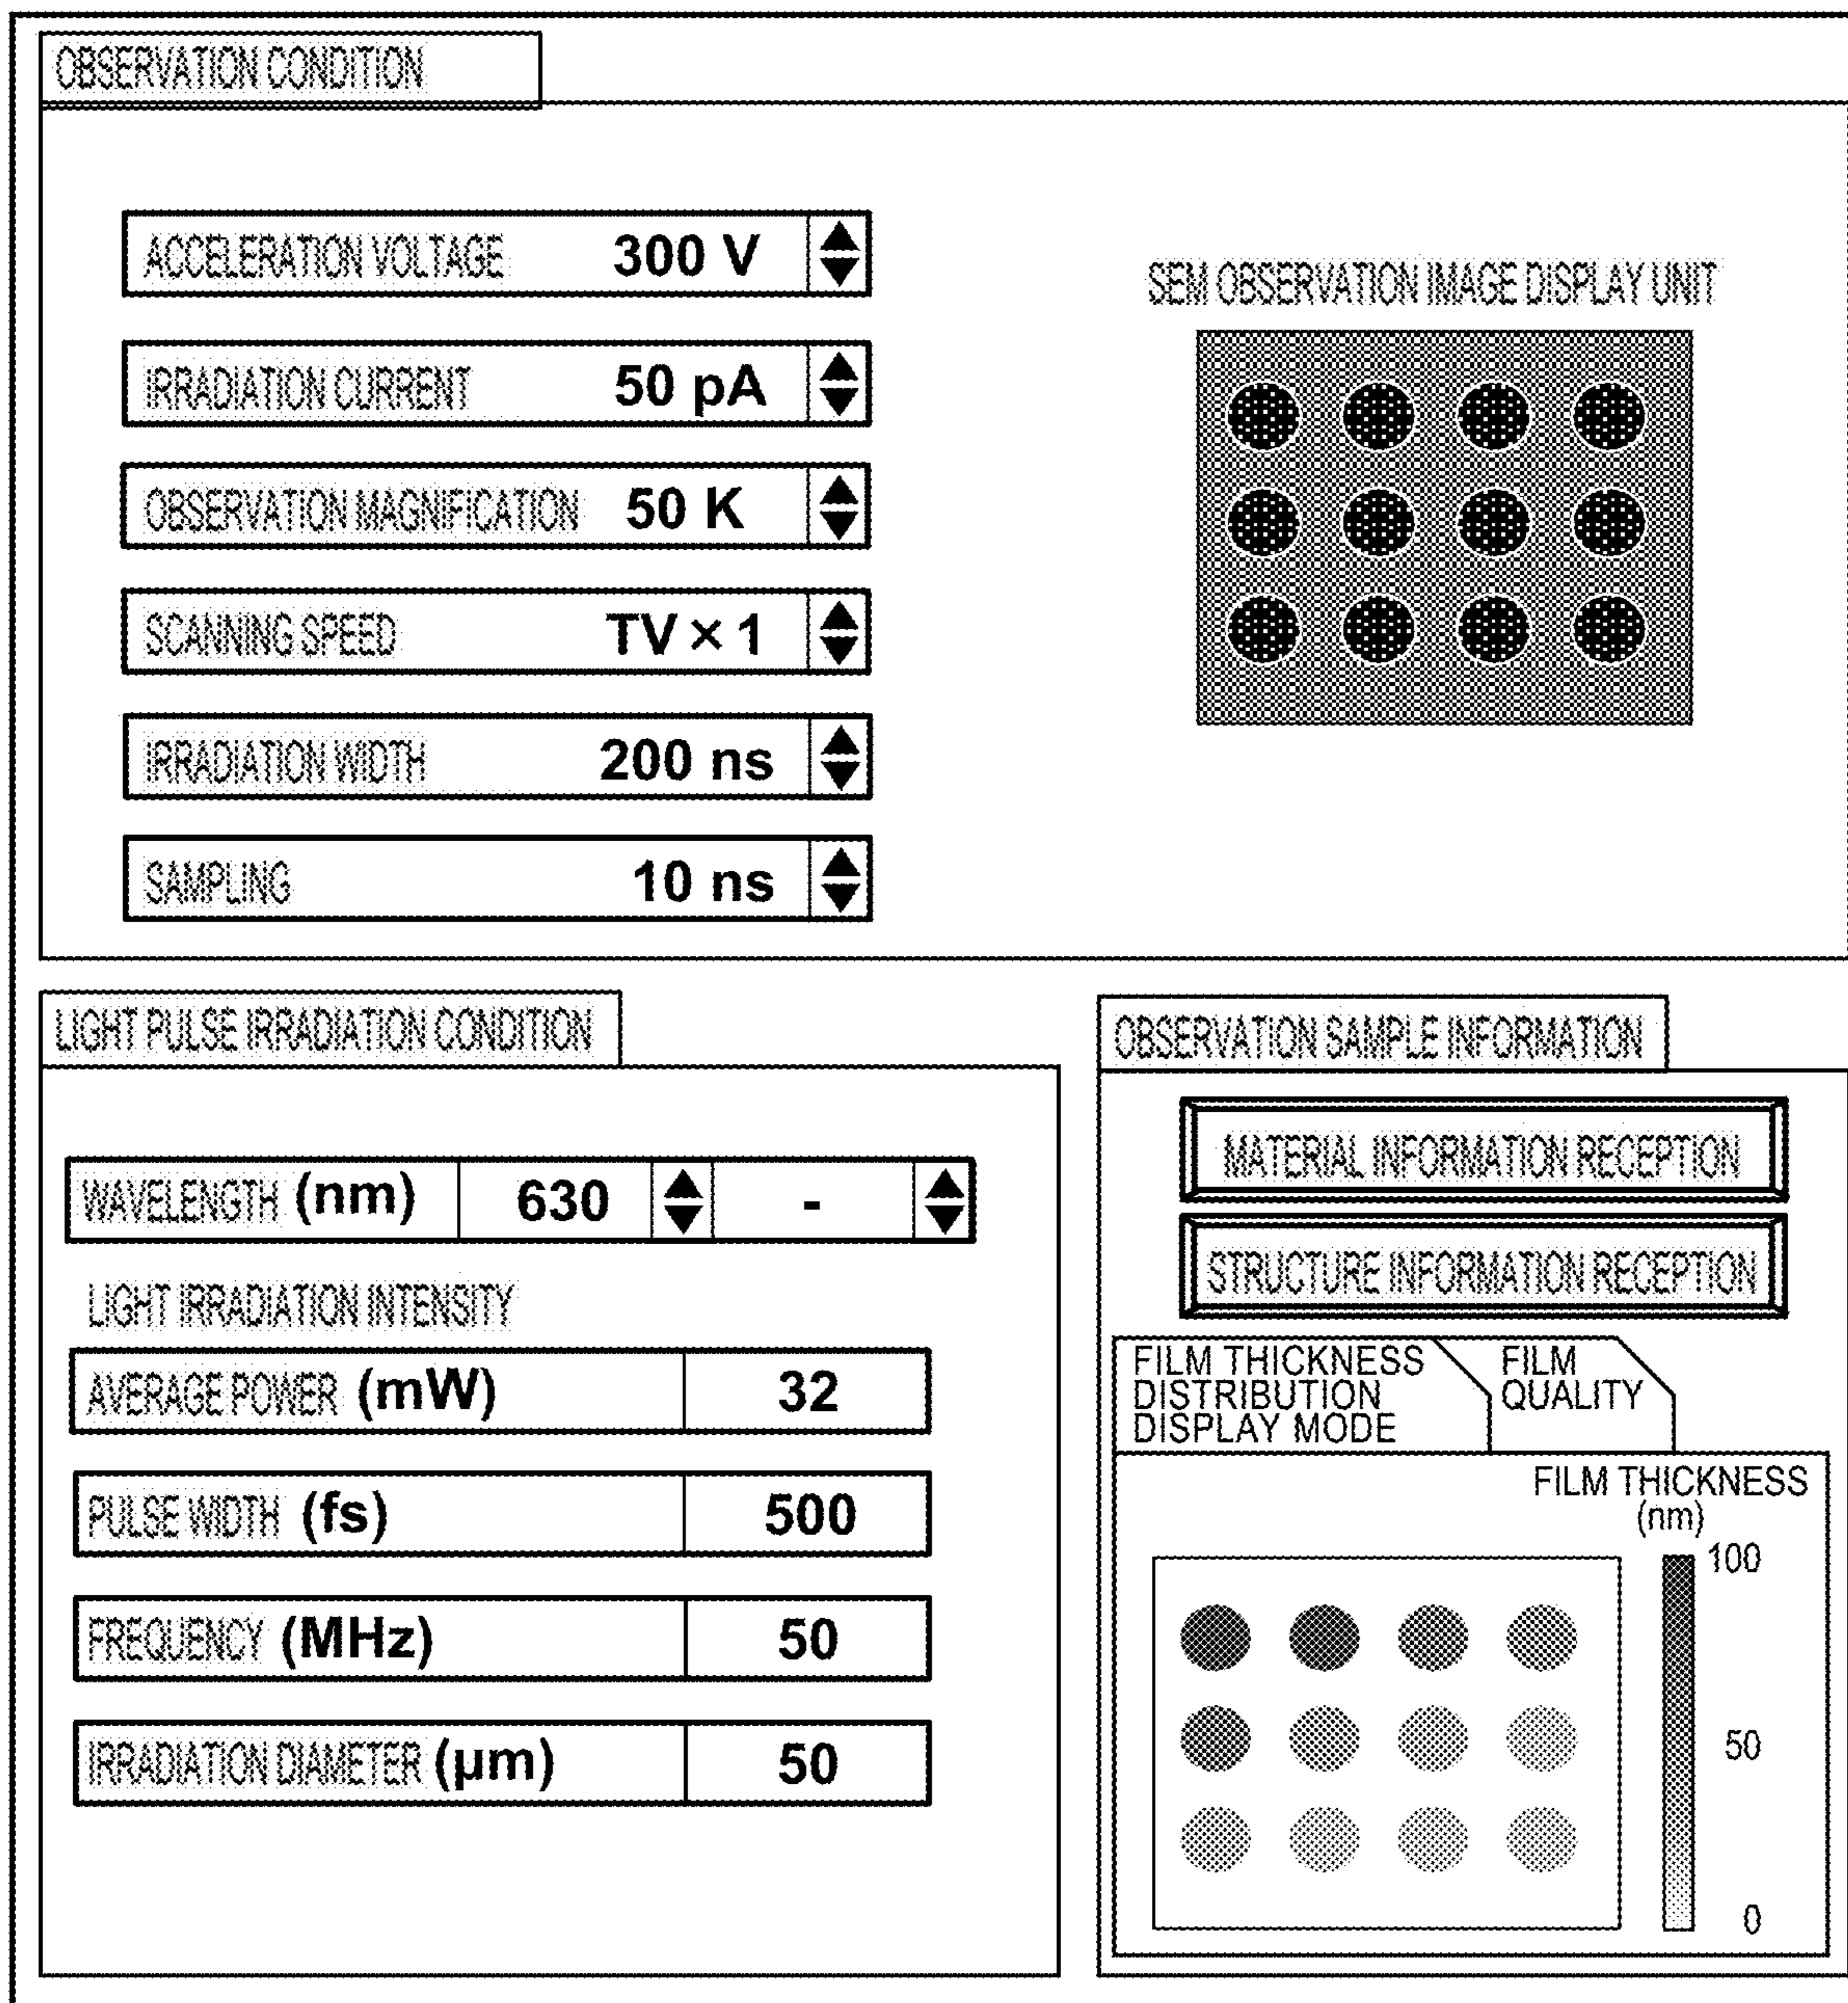 OBSERVATION CONDITION
ACCELERATION VOLTAGE 300 V
IRRADIATION CURRENT 50 pA
OBSERVATION MAGNIFICATION 50 K
SCANNING SPEED TV × 1
IRRADIATION WIDTH 200 ns
SAMPLING 10 ns
SEM OBSERVATION IMAGE DISPLAY UNIT
LIGHT PULSE IRRADIATION CONDITION
WAVELENGTH (nm) 630 -
LIGHT IRRADIATION INTENSITY
AVERAGE POWER (mW) 32
PULSE WIDTH (fs) 500
FREQUENCY (MHz) 50
IRRADIATION DIAMETER (μm) 50
OBSERVATION SAMPLE INFORMATION
MATERIAL INFORMATION RECEPTION
STRUCTURE INFORMATION RECEPTION
FILM THICKNESS
DISTRIBUTION
DISPLAY MODE
FILM
QUALITY
FILM THICKNESS
(nm)
100
50
0